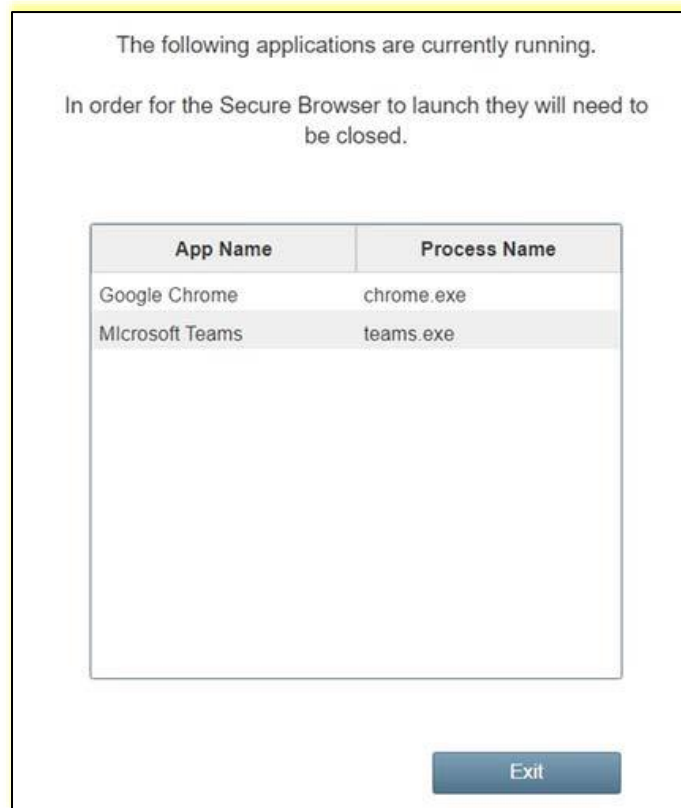 The following applications are currently running.
In order for the Secure Browser to launch they will need to
be closed.
App Name Process Name
Google Chrome chrome.exe
MIcrosoft Teams teams.exe
Exit